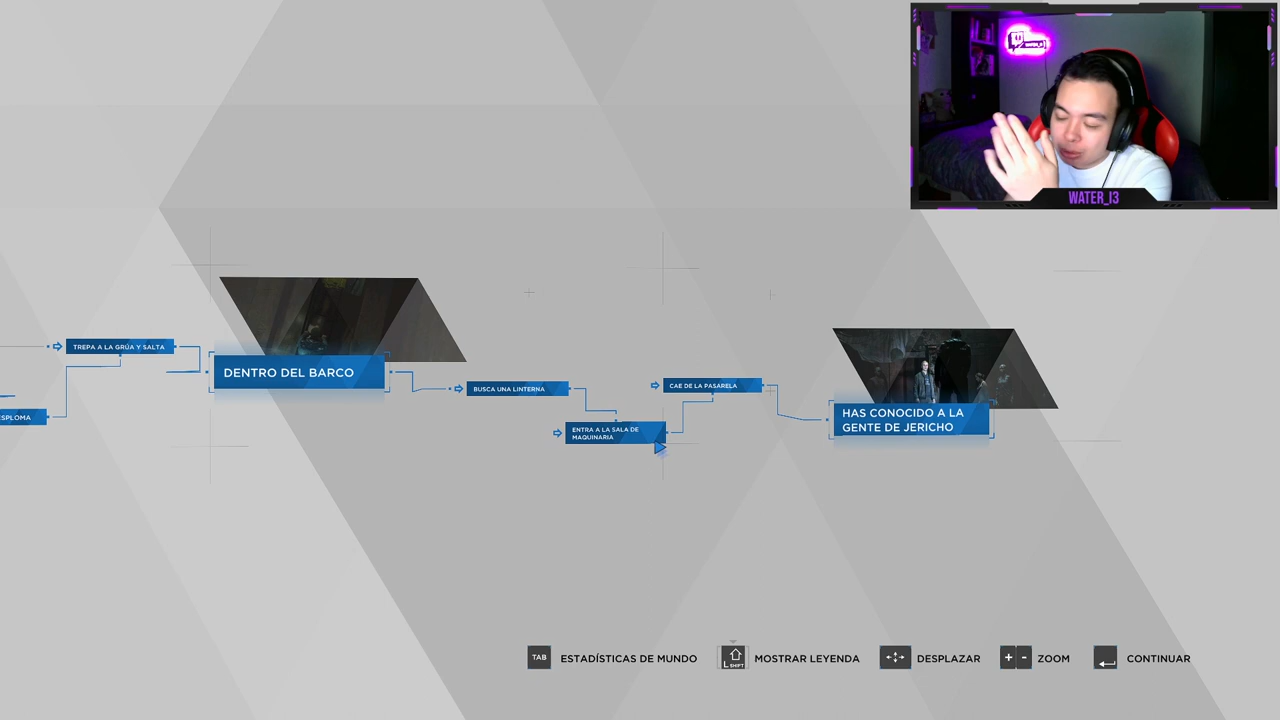 WATER_I3
TREPA A LA GRÚA Y SALTA
DENTRO DEL BARCO
ESPLOMA
BUSCA UNA LINTERNA
ENTRA A LA SALA DE
MAQUINARIA
CAE DE LA PASARELA
HAS CONOCIDO A LA
GENTE DE JERICHO
TAB ESTADÍSTICAS DE MUNDO
L SHIFT MOSTRAR LEYENDA
DESPLAZAR
+ - ZOOM
CONTINUAR